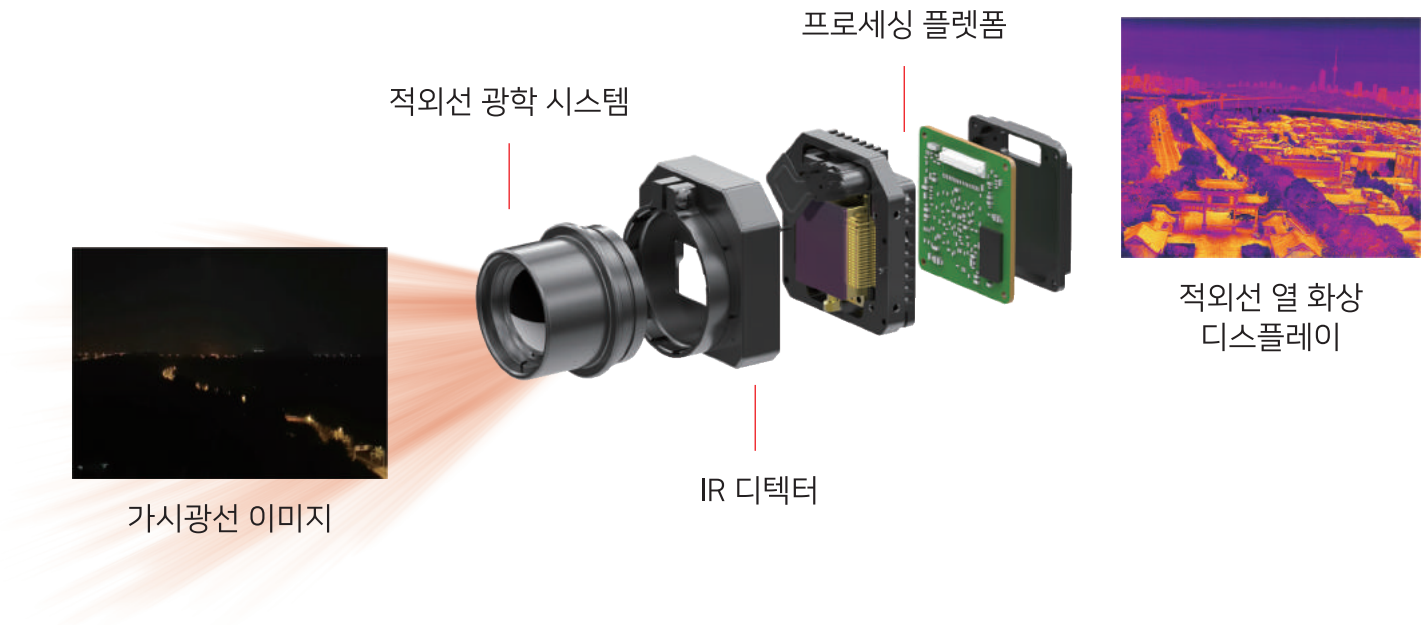 프로세싱 플렛폼
적외선 광학 시스템
적외선 열 화상
디스플레이
IR 디텍터
가시광선 이미지